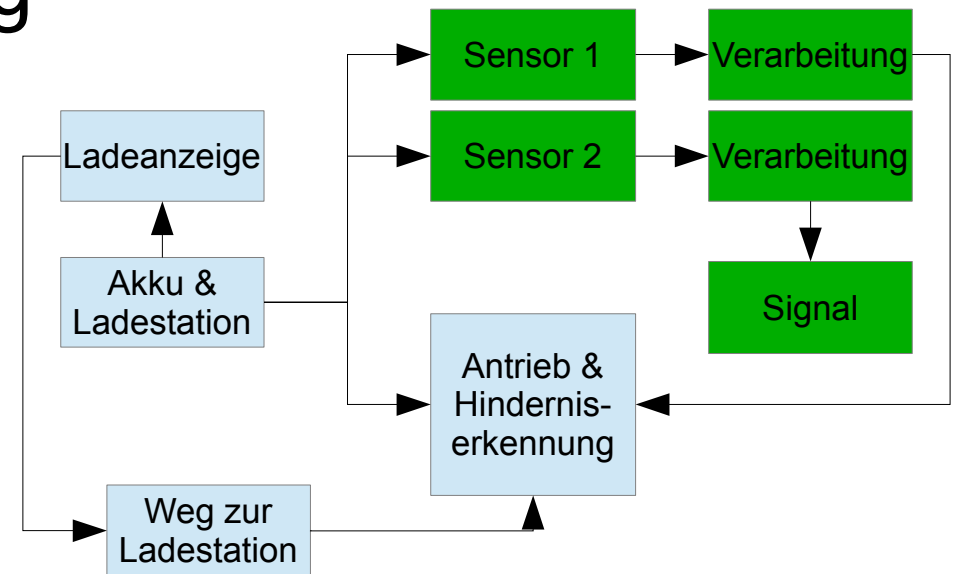 g
Sensor 1
Verarbeitung
Ladeanzeige
Sensor 2
Verarbeitung
Akku &
Ladestation
Signal
Antrieb &
Hindernis-
erkennung
Weg zur
Ladestation